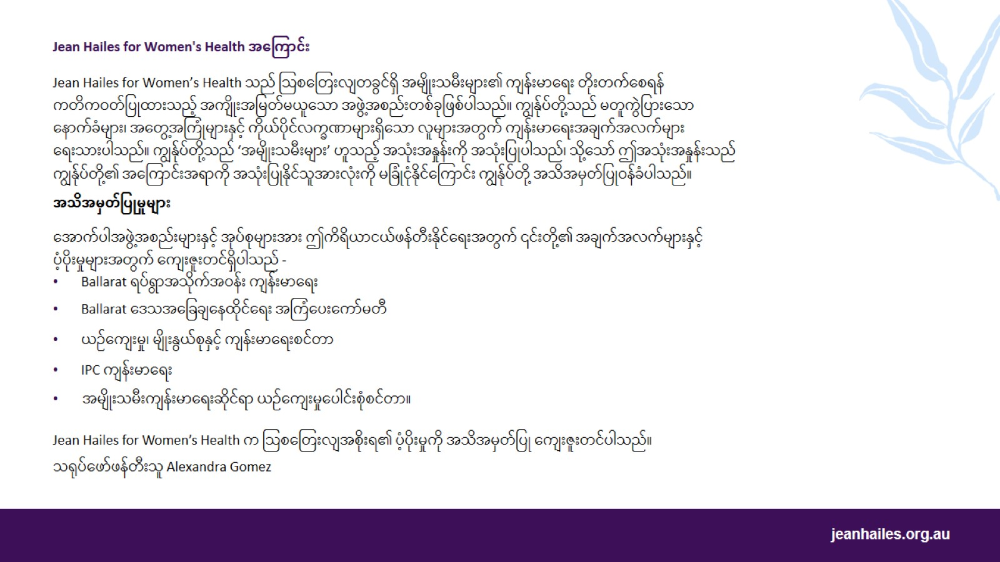 Jean Hailes for Women's Health အကြောင်း
Jean Hailes for Women’s Health သည် သြစတြေးလျတခွင်ရှိ အမျိုးသမီးများ၏ ကျန်းမာရေး တိုးတက်စေရန်
ကတိကဝတ်ပြုထားသည့် အကျိုးအမြတ်မယူသော အဖွဲ့အစည်းတစ်ခုဖြစ်ပါသည်။ ကျွန်ုပ်တို့သည် မတူကွဲပြားသော
နောက်ခံများ၊ အတွေ့အကြုံများနှင့် ကိုယ်ပိုင်လက္ခဏာများရှိသော လူများအတွက် ကျန်းမာရေးအချက်အလက်များ
ရေးသားပါသည်။ ကျွန်ုပ်တို့သည် ‘အမျိုးသမီးများ’ ဟူသည့် အသုံးအနှုန်းကို အသုံးပြုပါသည်၊ သို့သော် ဤအသုံးအနှုန်းသည်
ကျွန်ုပ်တို့၏ အကြောင်းအရာကို အသုံးပြုနိုင်သူအားလုံးကို မခြုံငုံနိုင်ကြောင်း ကျွန်ုပ်တို့ အသိအမှတ်ပြုဝန်ခံပါသည်။
အသိအမှတ်ပြုမှုများ
အောက်ပါအဖွဲ့အစည်းများနှင့် အုပ်စုများအား ဤကိရိယာငယ်ဖန်တီးနိုင်ရေးအတွက် ၎င်းတို့၏ အချက်အလက်များနှင့်
ပံ့ပိုးမှုများအတွက် ကျေးဇူးတင်ရှိပါသည် -
• Ballarat ရပ်ရွာအသိုက်အဝန်း ကျန်းမာရေး
• Ballarat ဒေသအခြေချနေထိုင်ရေး အကြံပေးကော်မတီ
• ယဉ်ကျေးမှု၊ မျိုးနွယ်စုနှင့် ကျန်းမာရေးစင်တာ
• IPC ကျန်းမာရေး
• အမျိုးသမီးကျန်းမာရေးဆိုင်ရာ ယဉ်ကျေးမှုပေါင်းစုံစင်တာ။
Jean Hailes for Women’s Health က သြစတြေးလျအစိုးရ၏ ပံ့ပိုးမှုကို အသိအမှတ်ပြု ကျေးဇူးတင်ပါသည်။
သရုပ်ဖော်ဖန်တီးသူ Alexandra Gomez
jeanhailes.org.au